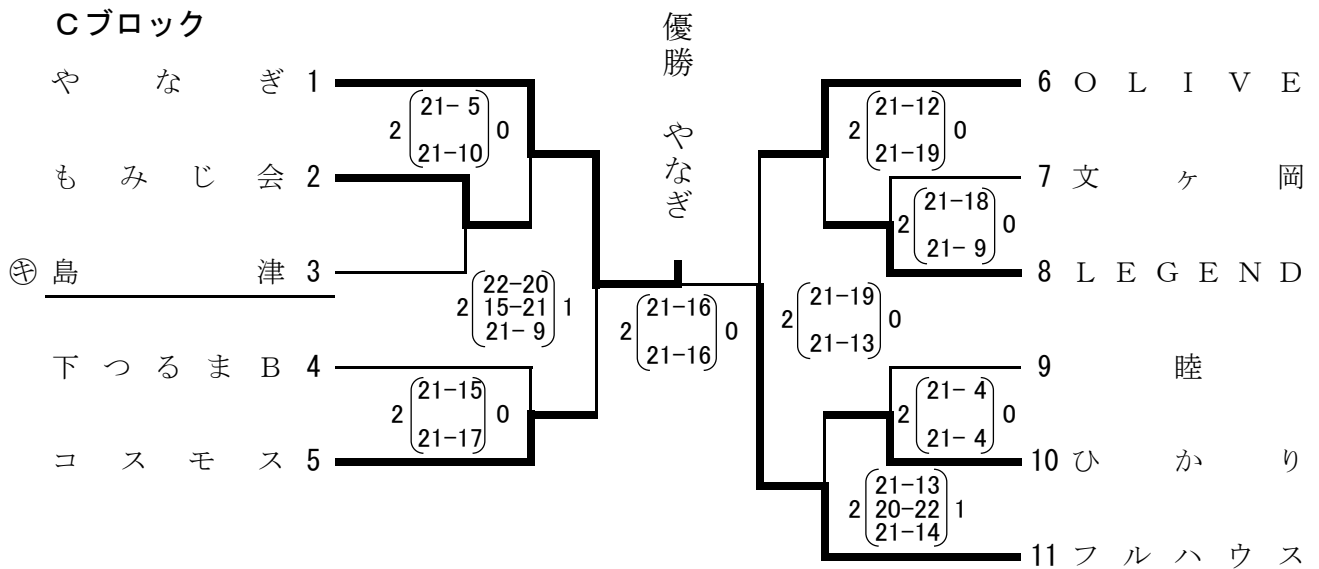 Cブロック
優勝 やなぎ
やなぎ 1
2 21- 5 0
21-10
もみじ会 2
㋖ 島津 3
2 22-20 1
15-21
21- 9
下つるまB 4
2 21-15 0
21-17
コスモス 5
2 21-16 0
21-16
6 OLIVE
2 21-12 0
21-19
7 文ヶ岡
2 21-18 0
21- 9
8 LEGEND
2 21-19 0
21-13
9 睦
2 21- 4 0
21- 4
10 ひかり
2 21-13 1
20-22
21-14
11 フルハウス